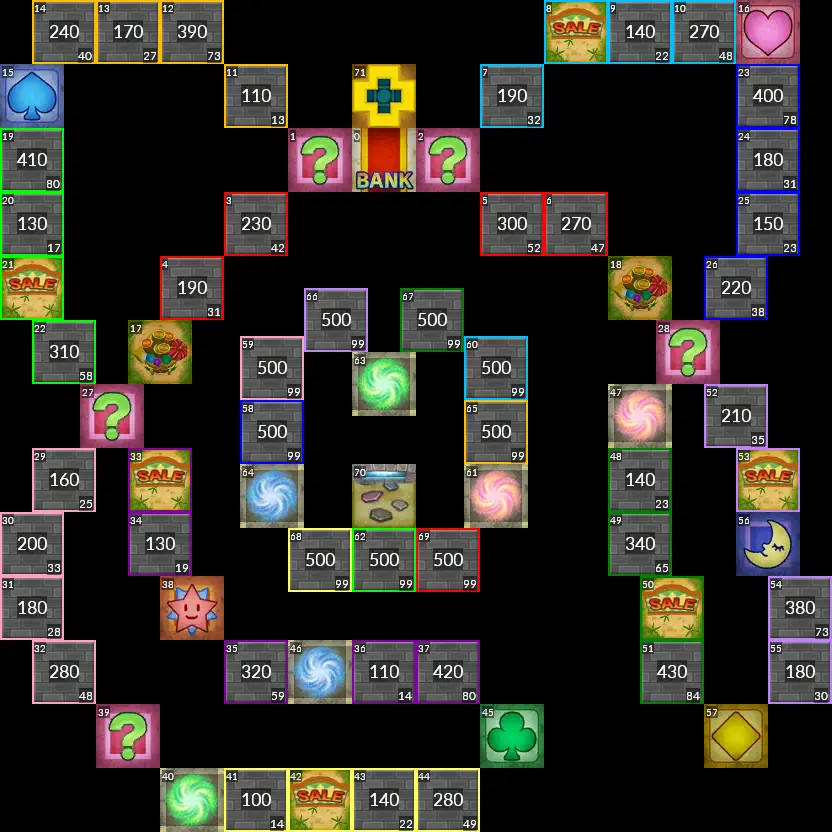 14 240 40 13 170 27 12 390 73 8 SALE 9 140 22 10 270 48 16
15 11 110 13 71 7 190 32 23 400 78
19 410 80 1 ? 0 BANK 2 ? 24 180 31
20 130 17 3 230 42 5 300 52 6 270 47 25 150 23
21 SALE 4 190 31 18 26 220 38
66 500 99 67 500 99
22 310 58 17 28 ?
59 500 99 63 60 500 99
27 ? 58 500 99 65 500 99 47 52 210 35
29 160 25 33 SALE 64 70 61 48 140 23 53 SALE
30 200 33 34 130 19 68 500 99 62 500 99 69 500 99 49 340 65 56
31 180 28 38 50 SALE 54 380 73
32 280 48 35 320 59 46 36 110 14 37 420 80 51 430 84 55 180 30
39 ? 45 57
40 41 100 14 42 SALE 43 140 22 44 280 49